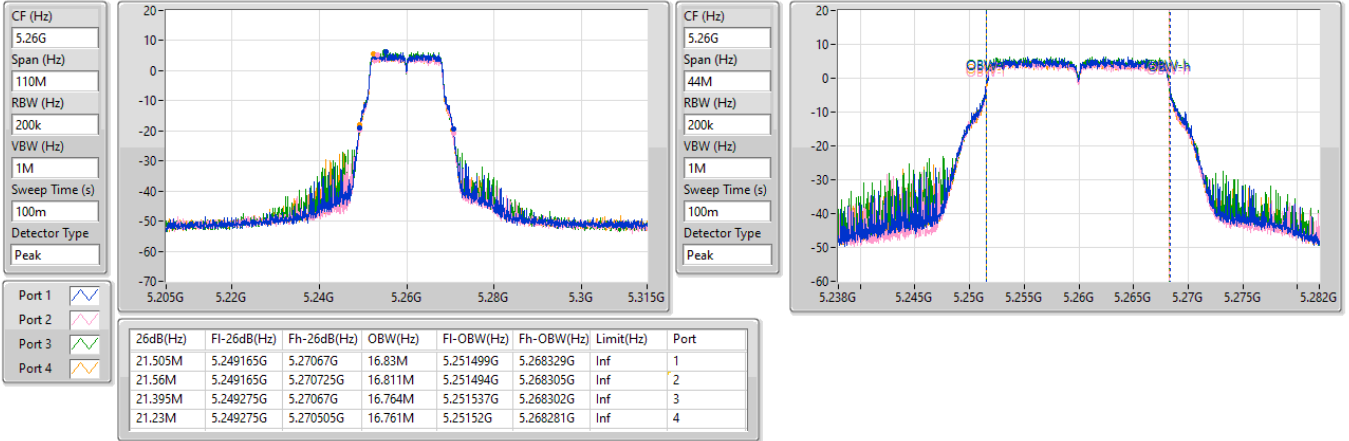 CF (Hz)
5.26G
Span (Hz)
110M
RBW (Hz)
200k
VBW (Hz)
1M
Sweep Time (s)
100m
Detector Type
Peak
20
10
0
-10
-20
-30
-40
-50
-60
-70
5.205G 5.22G 5.24G 5.26G 5.28G 5.3G 5.315G
CF (Hz)
5.26G
Span (Hz)
44M
RBW (Hz)
200k
VBW (Hz)
1M
Sweep Time (s)
100m
Detector Type
Peak
20
10
0
-10
-20
-30
-40
-50
-60
5.238G 5.245G 5.25G 5.255G 5.26G 5.265G 5.27G 5.275G 5.282G
Port 1
Port 2
Port 3
Port 4
26dB(Hz) Fl-26dB(Hz) Fh-26dB(Hz) OBW(Hz) Fl-OBW(Hz) Fh-OBW(Hz) Limit(Hz) Port
21.505M 5.249165G 5.27067G 16.83M 5.251499G 5.268329G Inf 1
21.56M 5.249165G 5.270725G 16.811M 5.251494G 5.268305G Inf 2
21.395M 5.249275G 5.27067G 16.764M 5.251537G 5.268302G Inf 3
21.23M 5.249275G 5.270505G 16.761M 5.25152G 5.268281G Inf 4